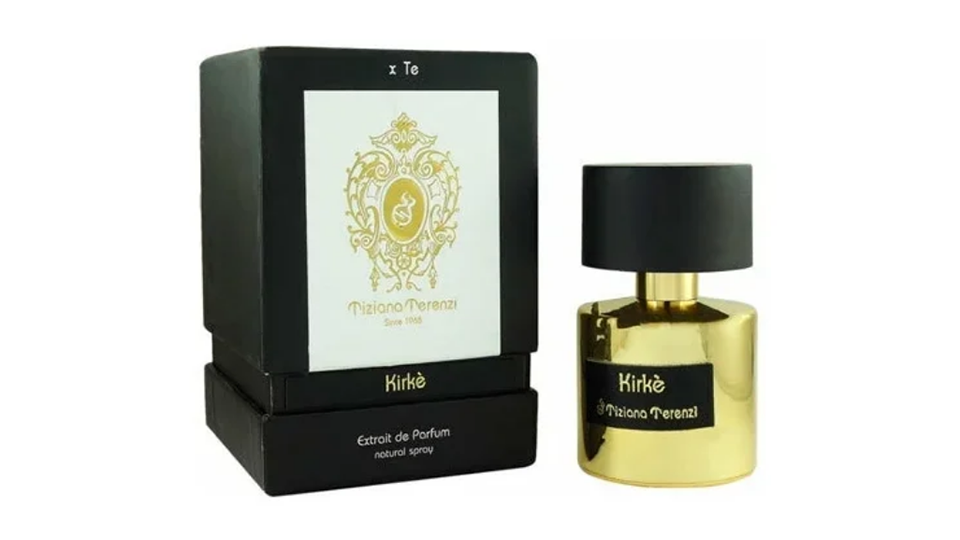 x Te
Tiziana Terenzi
Since 1968
Kirkè
Extrait de Parfum
natural spray
Kirkè
Tiziana Terenzi